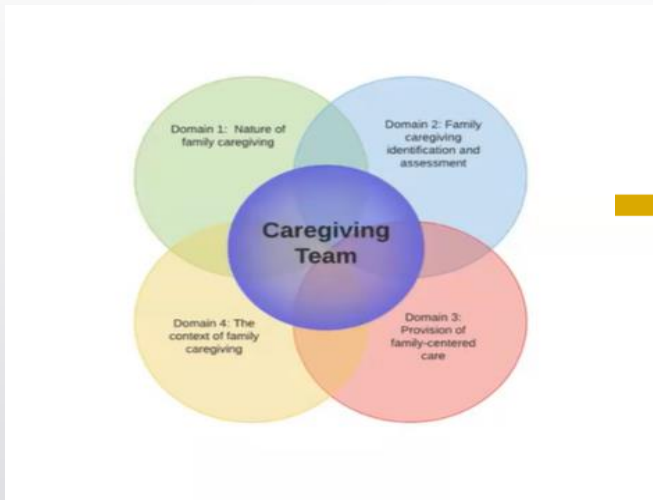 Domain 1: Nature of
family caregiving
Domain 2: Family
caregiving
identification and
assessment
Caregiving
Team
Domain 4: The
context of family
caregiving
Domain 3:
Provision of
family-centered
care